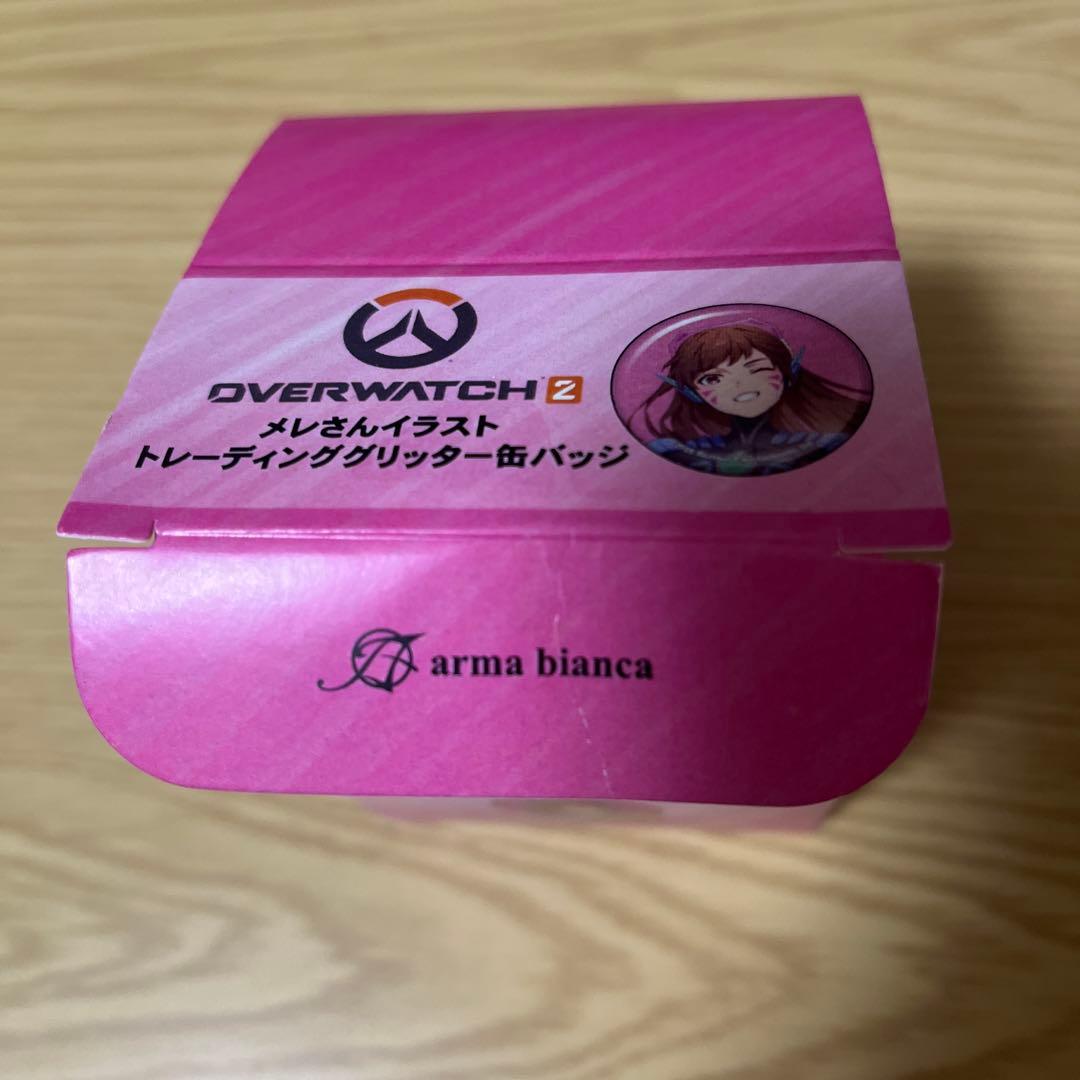 OVERWATCH 2
メレさんイラスト
トレーディンググリッター缶バッジ
arma bianca